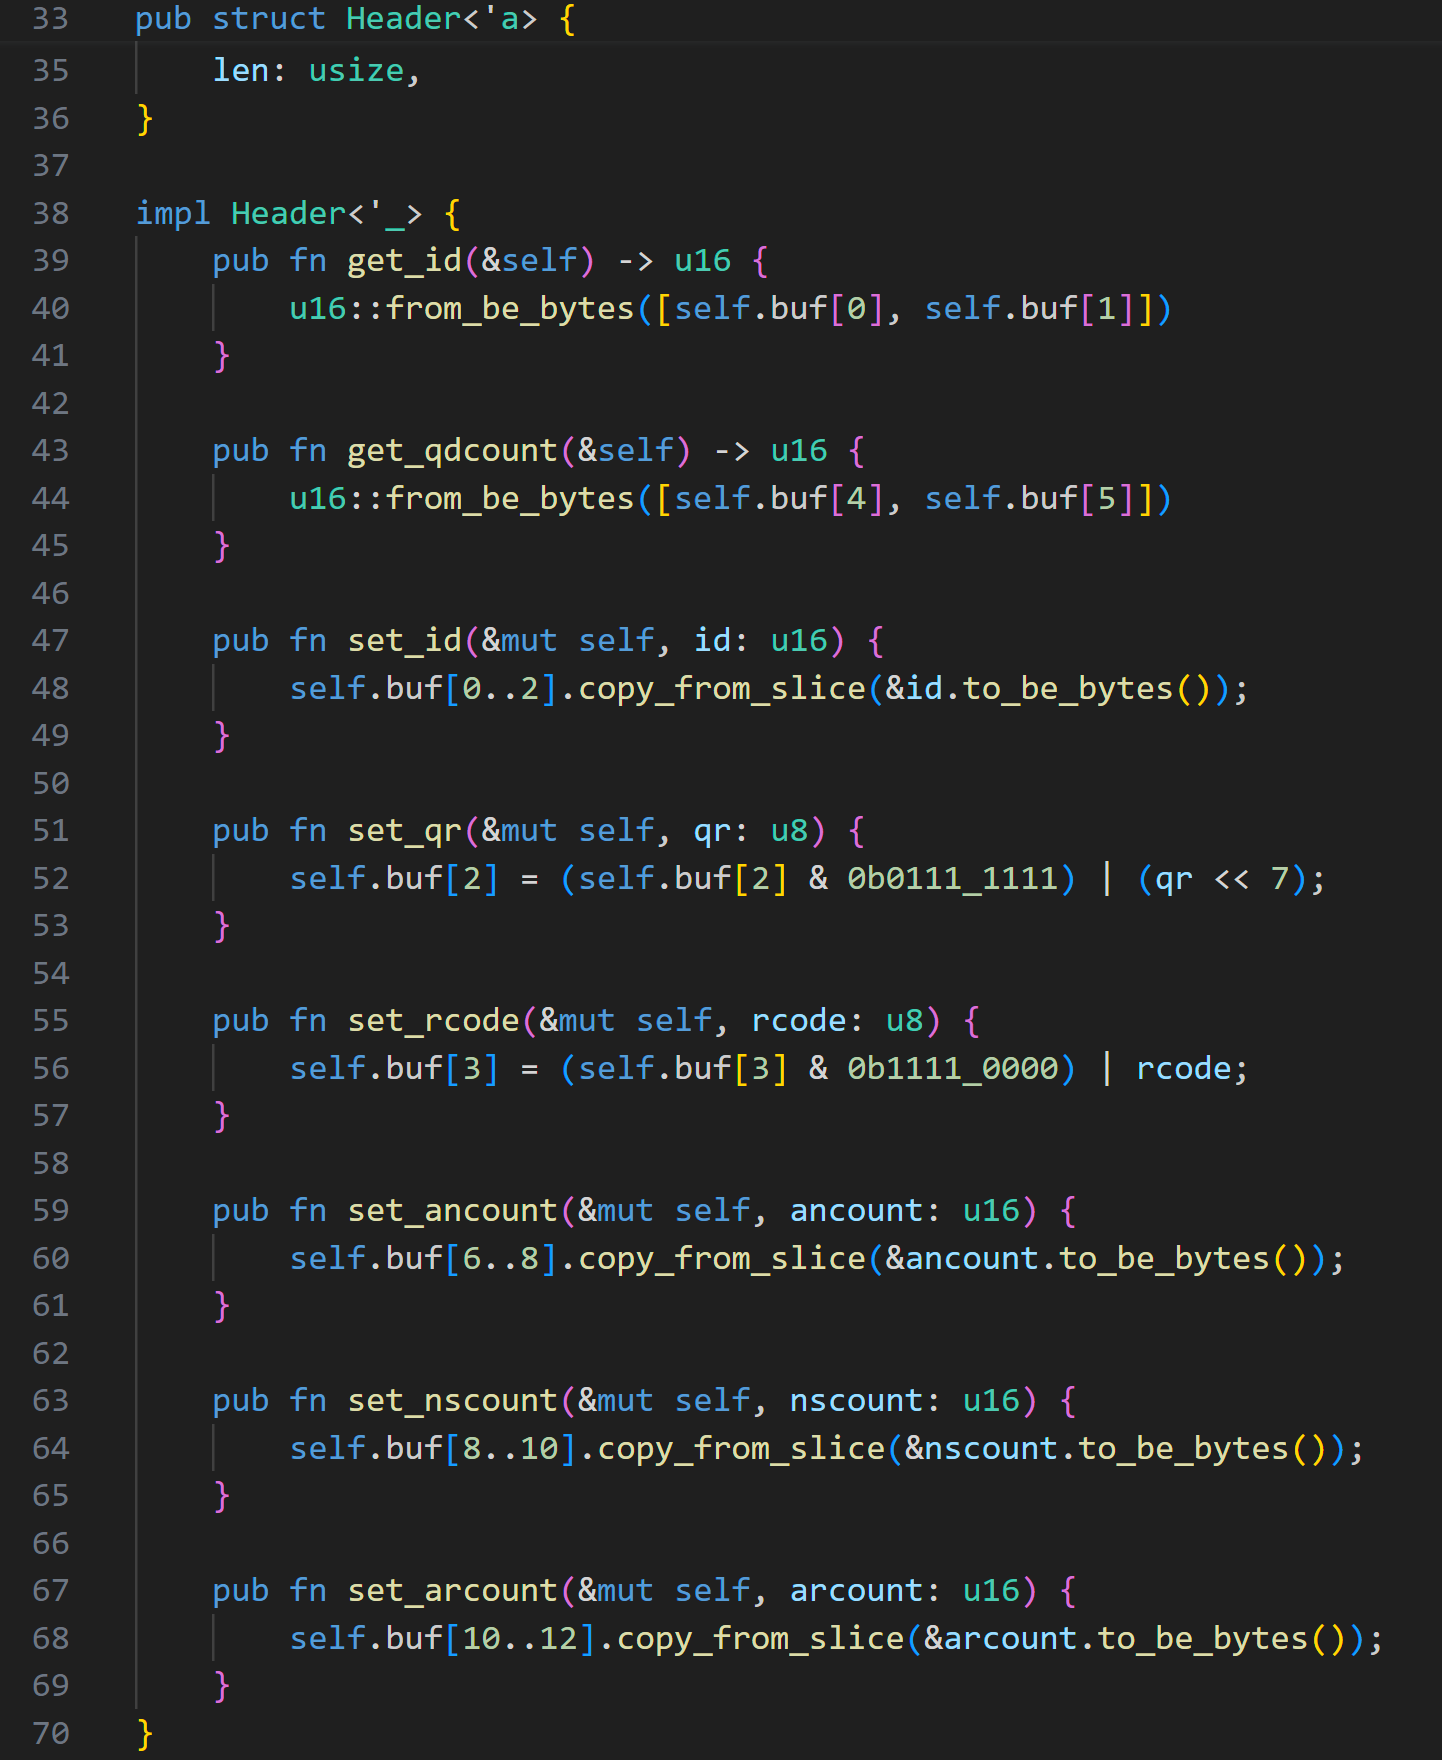 33 pub struct Header<'a> {
35     len: usize,
36 }
37
38 impl Header<'_> {
39     pub fn get_id(&self) -> u16 {
40         u16::from_be_bytes([self.buf[0], self.buf[1]])
41     }
42
43     pub fn get_qdcount(&self) -> u16 {
44         u16::from_be_bytes([self.buf[4], self.buf[5]])
45     }
46
47     pub fn set_id(&mut self, id: u16) {
48         self.buf[0..2].copy_from_slice(&id.to_be_bytes());
49     }
50
51     pub fn set_qr(&mut self, qr: u8) {
52         self.buf[2] = (self.buf[2] & 0b0111_1111) | (qr << 7);
53     }
54
55     pub fn set_rcode(&mut self, rcode: u8) {
56         self.buf[3] = (self.buf[3] & 0b1111_0000) | rcode;
57     }
58
59     pub fn set_ancount(&mut self, ancount: u16) {
60         self.buf[6..8].copy_from_slice(&ancount.to_be_bytes());
61     }
62
63     pub fn set_nscount(&mut self, nscount: u16) {
64         self.buf[8..10].copy_from_slice(&nscount.to_be_bytes());
65     }
66
67     pub fn set_arcount(&mut self, arcount: u16) {
68         self.buf[10..12].copy_from_slice(&arcount.to_be_bytes());
69     }
70 }